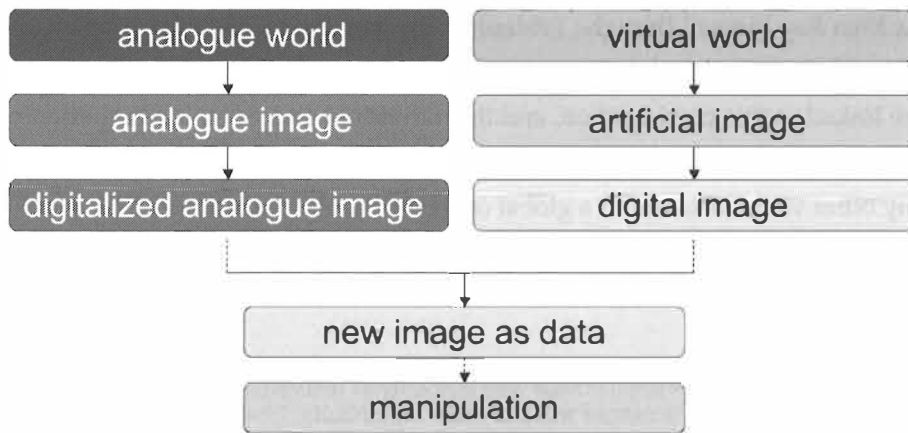 analogue world
virtual world
analogue image
artificial image
digitalized analogue image
digital image
new image as data
manipulation